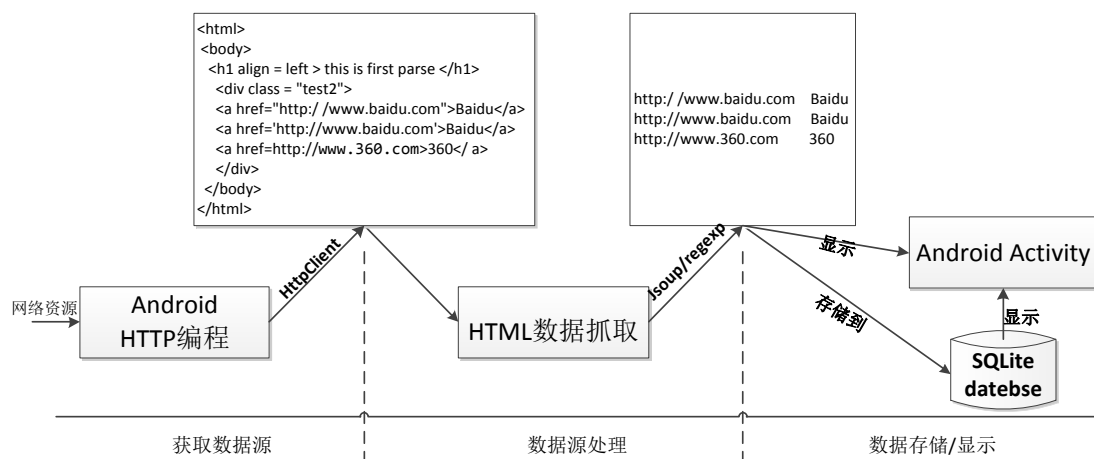 <html>
<body>
<h1 align = left > this is first parse </h1>
<div class = "test2">
<a href="http:/ /www.baidu.com">Baidu</a>
<a href='http://www.baidu.com'>Baidu</a>
<a href=http://www.360.com>360</ a>
</div>
</body>
</html>
http:/ /www.baidu.com Baidu
http://www.baidu.com Baidu
http://www.360.com 360
HttpClient
Jsoup/regexp
显示
Android Activity
网络资源
Android
HTTP编程
HTML数据抓取
存储到
显示
SQLite
datebse
获取数据源
数据源处理
数据存储/显示